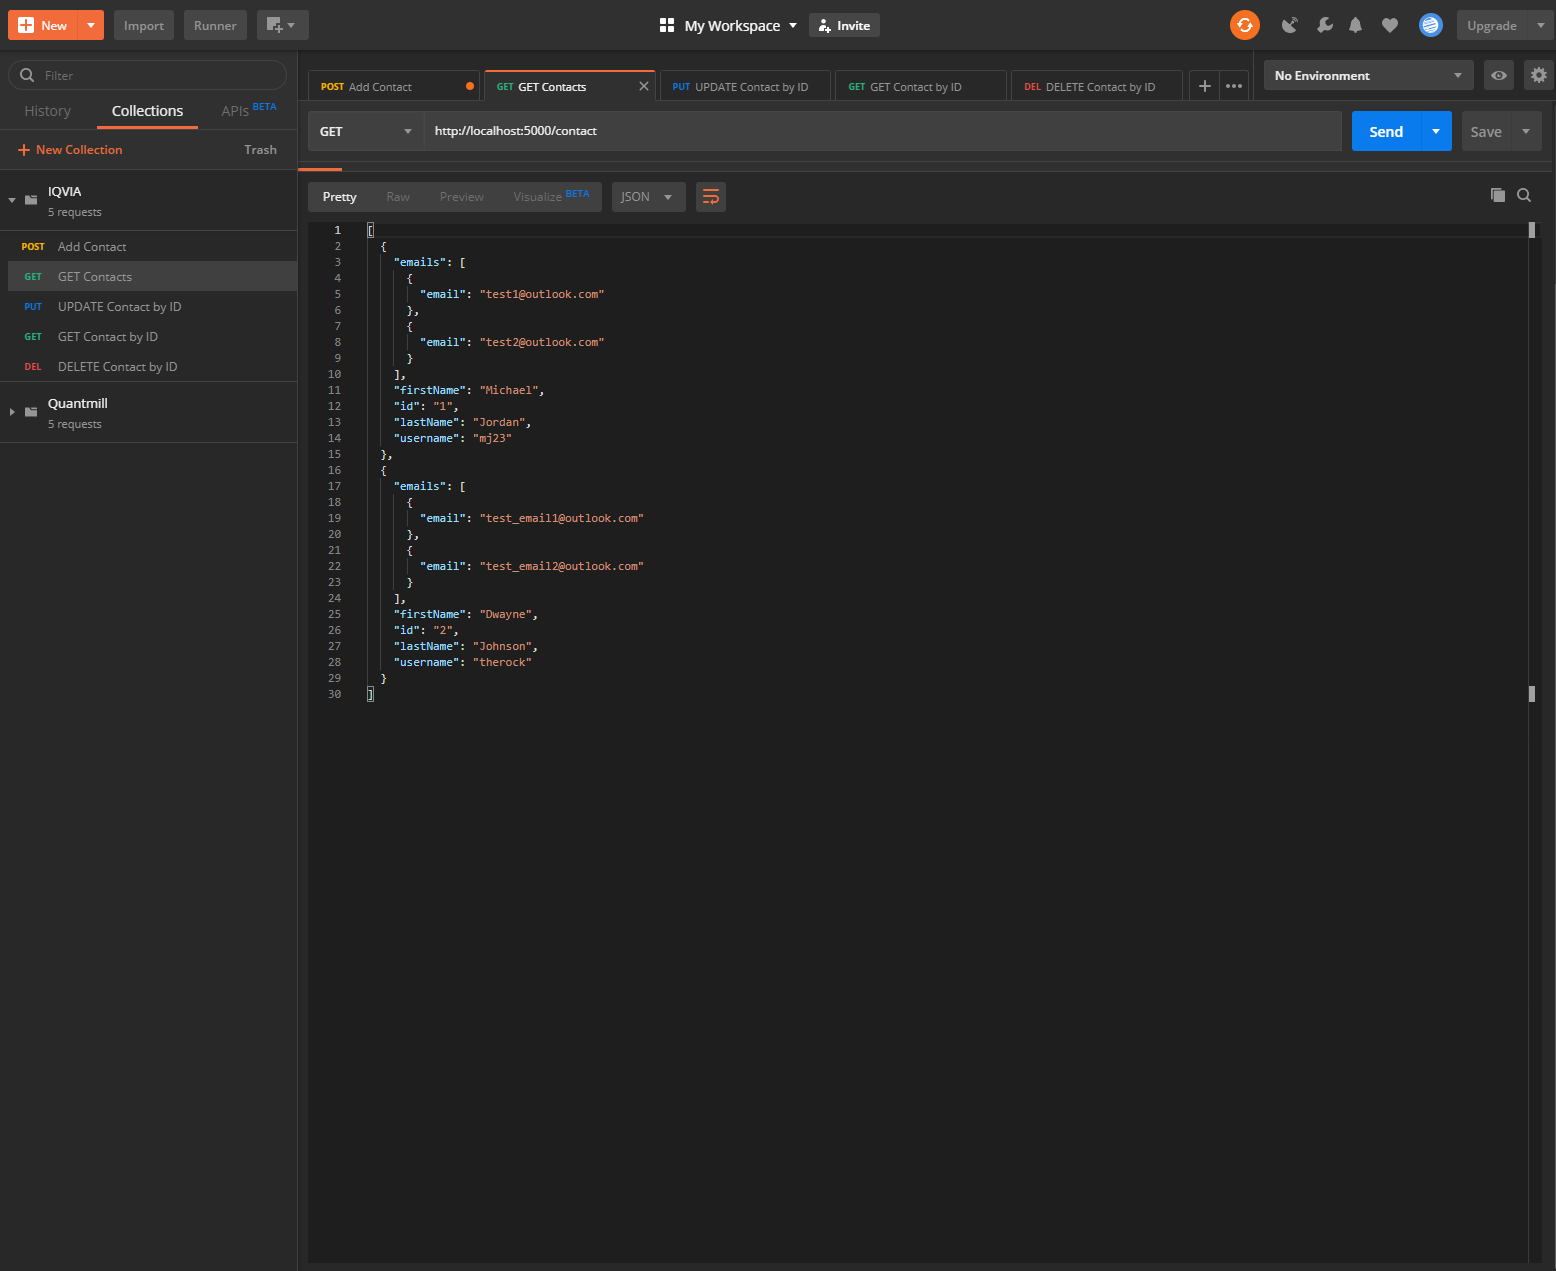 New
Import
Runner
My Workspace
Invite
Upgrade
Filter
History
Collections
APIs BETA
New Collection
Trash
IQVIA
5 requests
POST Add Contact
GET GET Contacts
PUT UPDATE Contact by ID
GET GET Contact by ID
DEL DELETE Contact by ID
Quantmill
5 requests
POST Add Contact
GET GET Contacts
PUT UPDATE Contact by ID
GET GET Contact by ID
DEL DELETE Contact by ID
No Environment
GET
http://localhost:5000/contact
Send
Save
Pretty
Raw
Preview
Visualize BETA
JSON
1 [
2 {
3 "emails": [
4 {
5 "email": "test1@outlook.com"
6 },
7 {
8 "email": "test2@outlook.com"
9 }
10 ],
11 "firstName": "Michael",
12 "id": "1",
13 "lastName": "Jordan",
14 "username": "mj23"
15 },
16 {
17 "emails": [
18 {
19 "email": "test_email1@outlook.com"
20 },
21 {
22 "email": "test_email2@outlook.com"
23 }
24 ],
25 "firstName": "Dwayne",
26 "id": "2",
27 "lastName": "Johnson",
28 "username": "therock"
29 }
30 ]